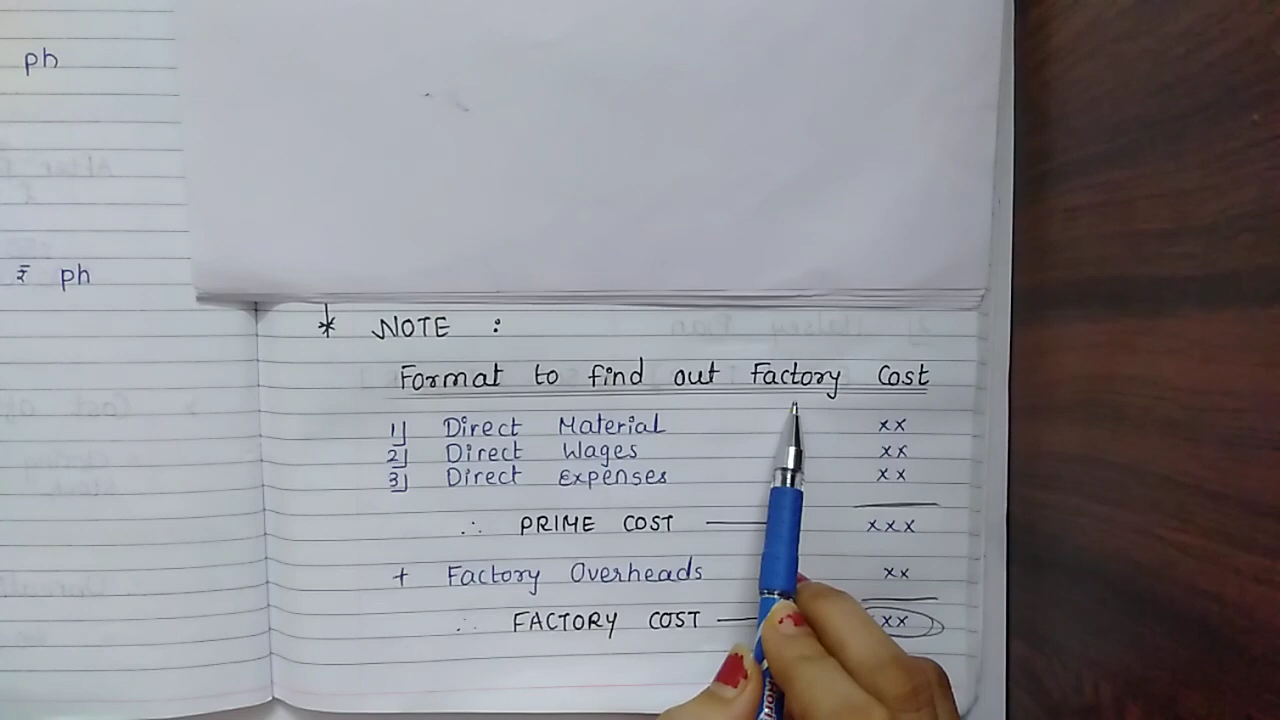 ph
₹ ph
* NOTE :
Format to find out Factory Cost
1] Direct Material xx
2] Direct Wages xx
3] Direct Expenses xx
∴ PRIME COST — xxx
+ Factory Overheads xx
∴ FACTORY COST — xx